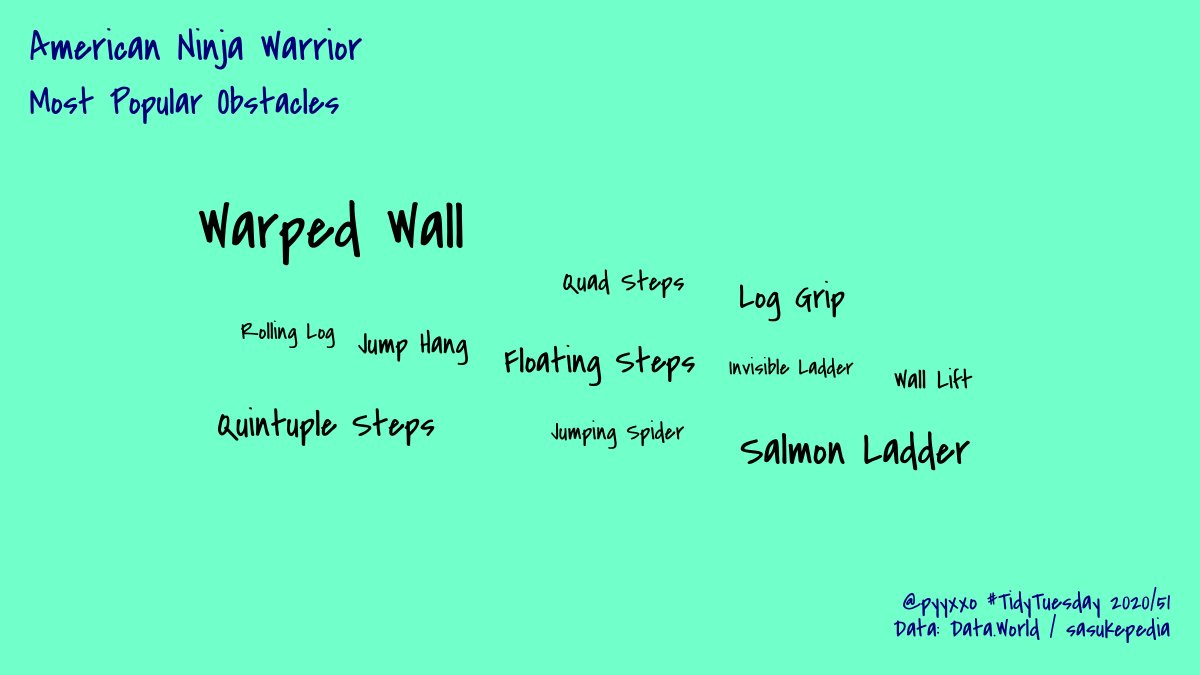 American Ninja Warrior
Most Popular Obstacles
Warped Wall
Quad Steps
Log Grip
Rolling Log
Jump Hang
Floating Steps
Invisible Ladder
Wall Lift
Quintuple Steps
Jumping Spider
Salmon Ladder
@pyyxxo #TidyTuesday 2020/51
Data: Data.World / sasukepedia